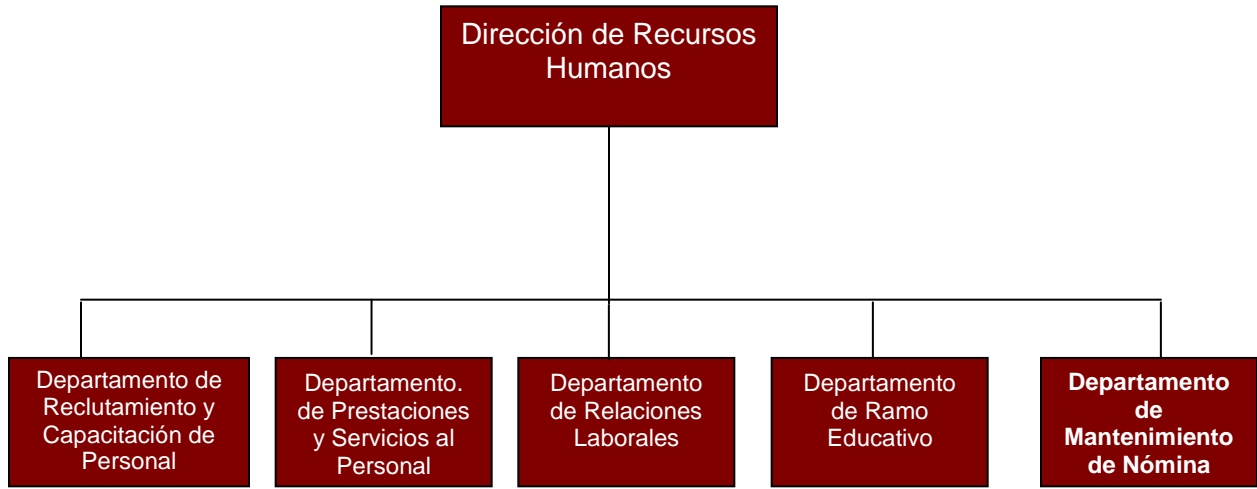 Dirección de Recursos
Humanos
Departamento de
Reclutamiento y
Capacitación de
Personal
Departamento.
de Prestaciones
y Servicios al
Personal
Departamento
de Relaciones
Laborales
Departamento
de Ramo
Educativo
Departamento
de
Mantenimiento
de Nómina